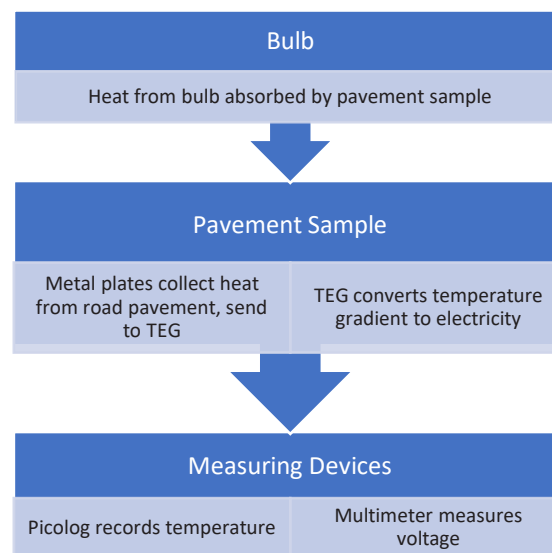 Bulb
Heat from bulb absorbed by pavement sample
Pavement Sample
Metal plates collect heat
from road pavement, send
to TEG
TEG converts temperature
gradient to electricity
Measuring Devices
Picolog records temperature
Multimeter measures
voltage